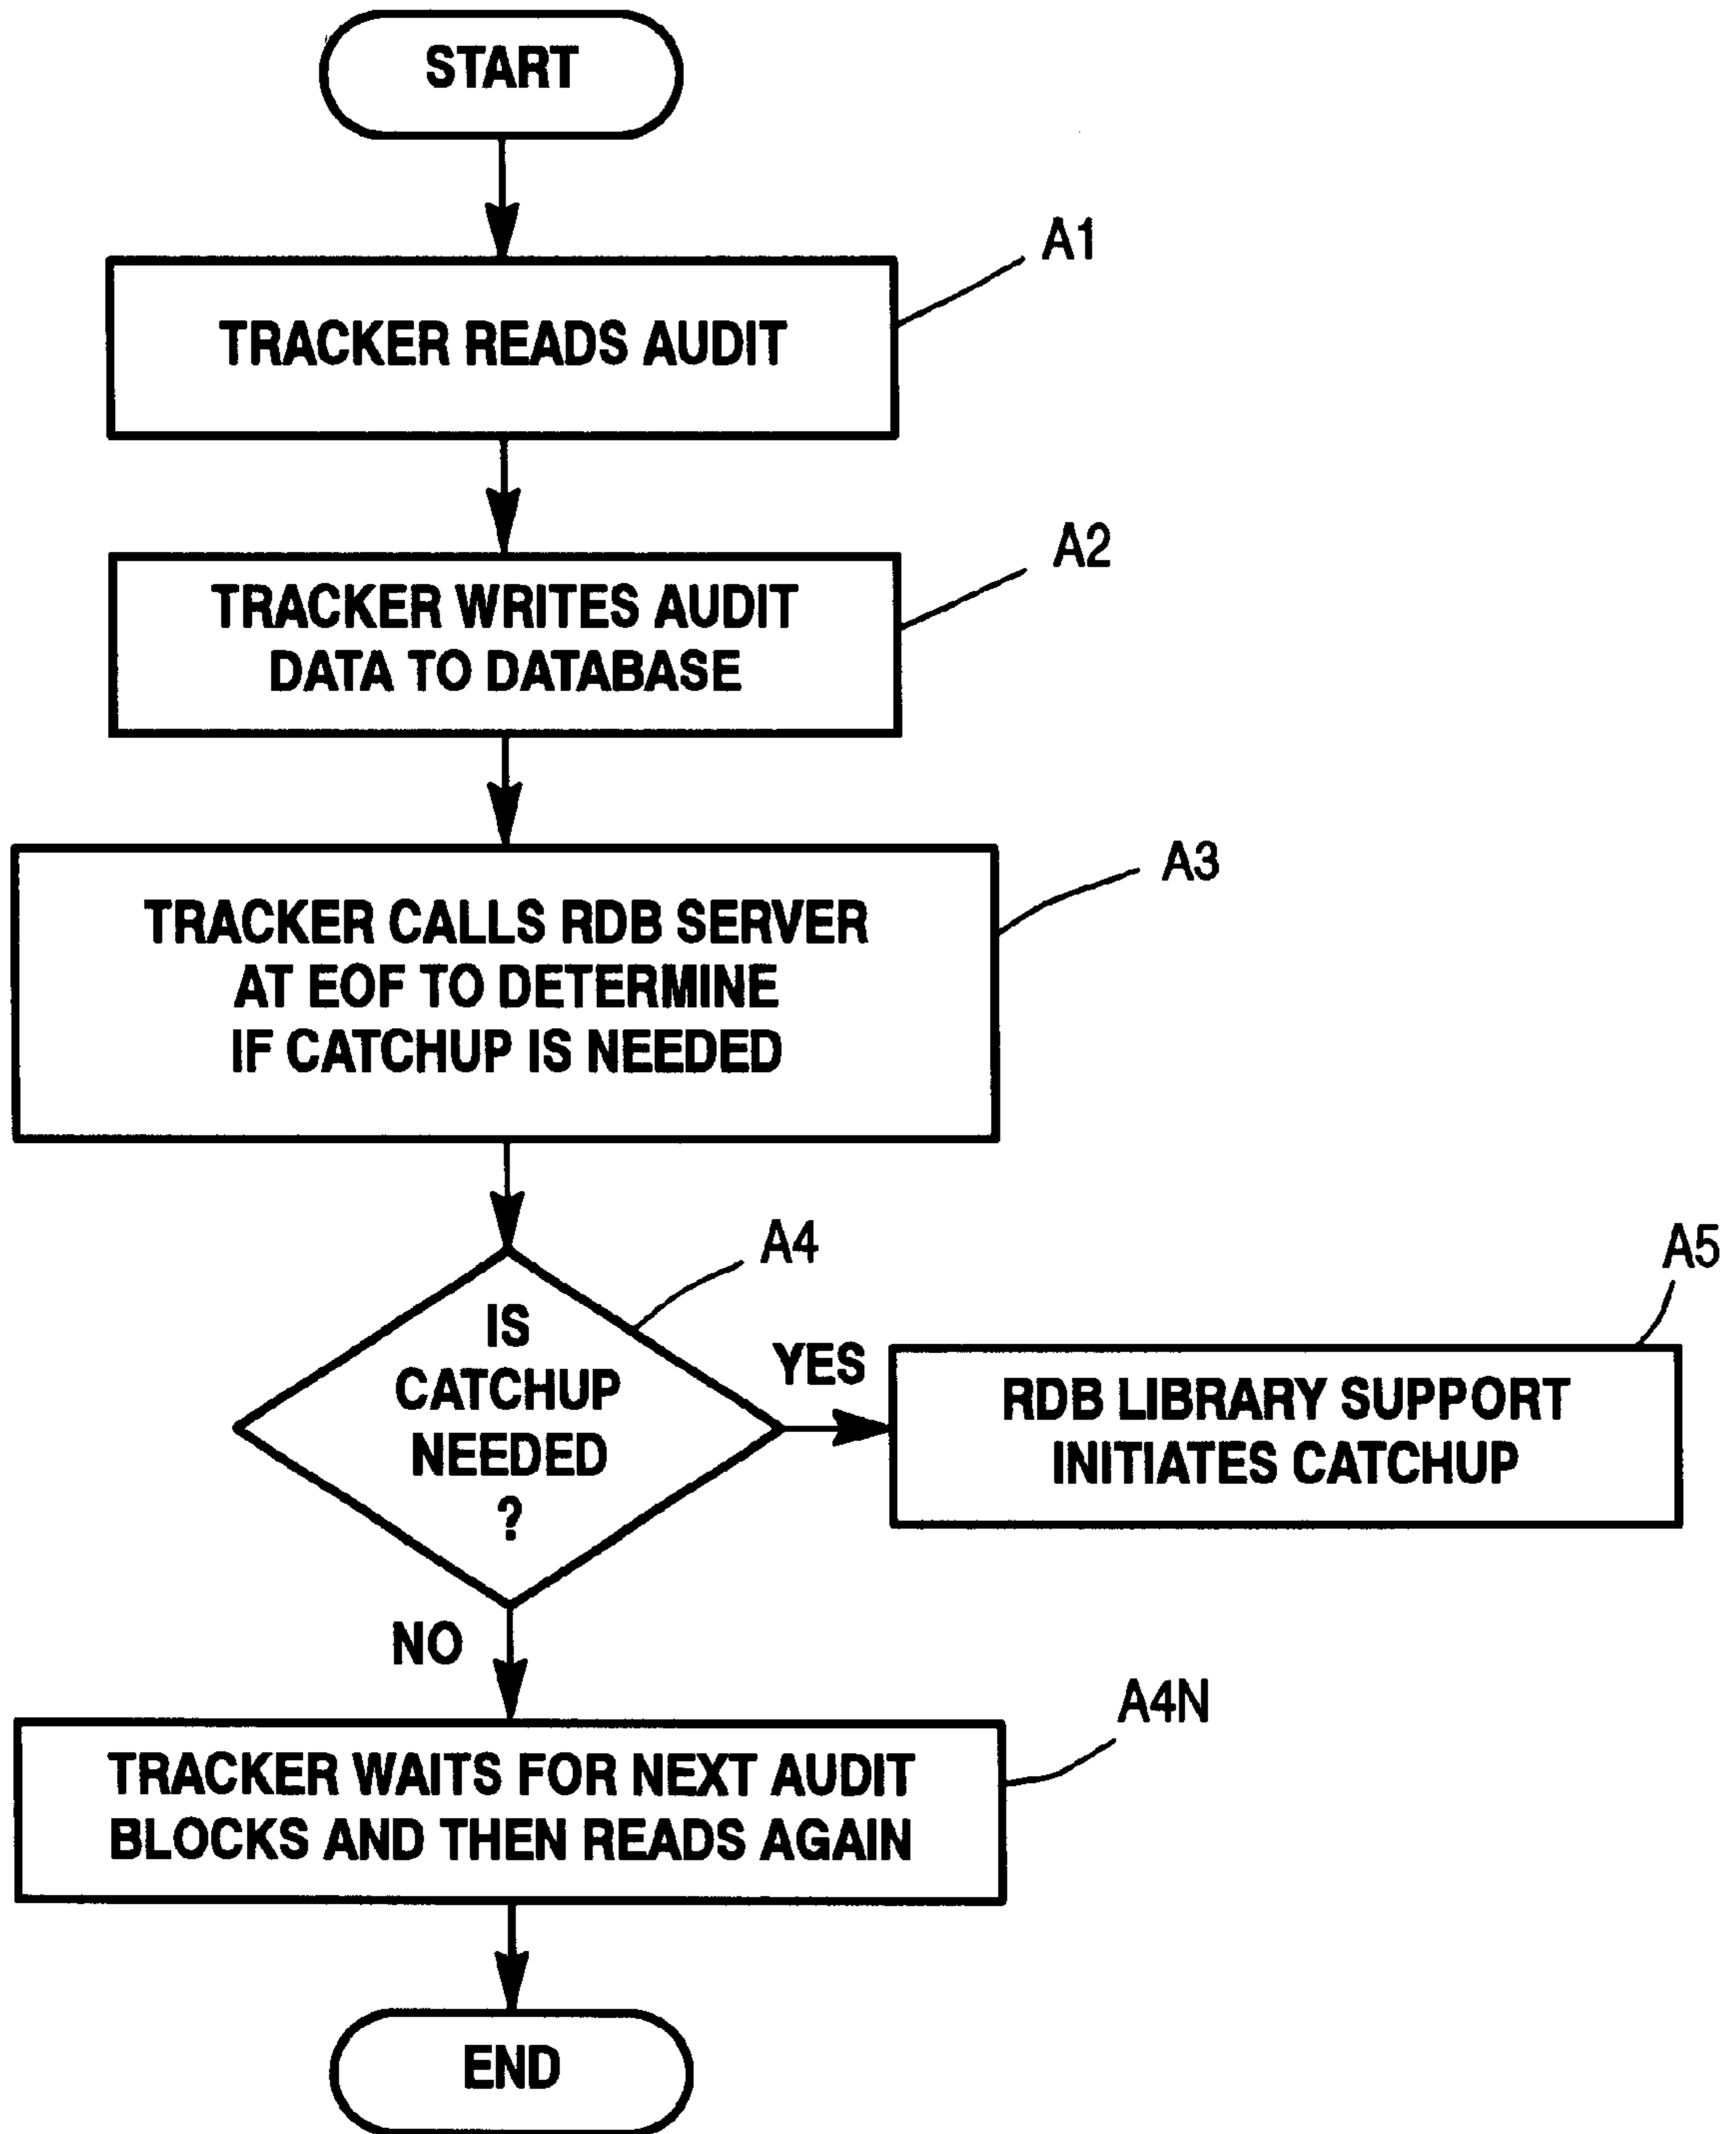 START
A1
TRACKER READS AUDIT
A2
TRACKER WRITES AUDIT
DATA TO DATABASE
A3
TRACKER CALLS RDB SERVER
AT EOF TO DETERMINE
IF CATCHUP IS NEEDED
A4
IS
CATCHUP
NEEDED
?
YES
A5
RDB LIBRARY SUPPORT
INITIATES CATCHUP
NO
A4N
TRACKER WAITS FOR NEXT AUDIT
BLOCKS AND THEN READS AGAIN
END